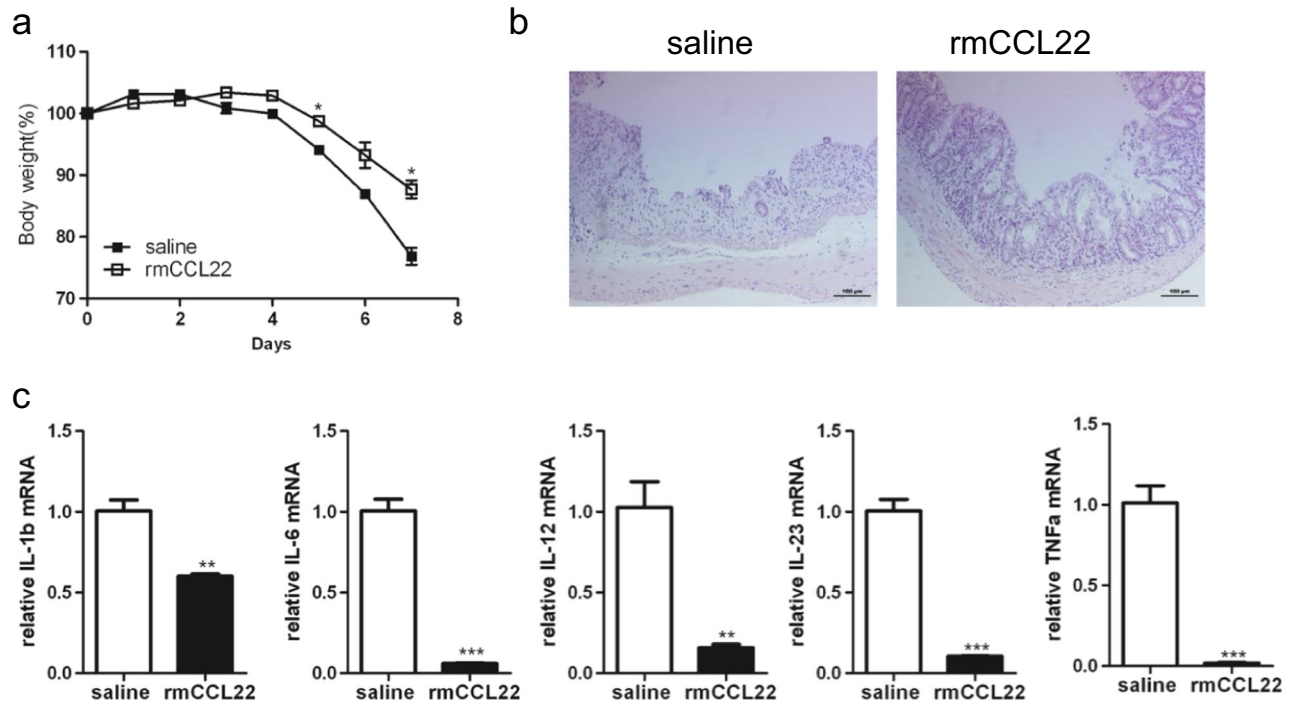 a
b
saline
rmCCL22
110
100
90
80
70
Body weight(%)
*
*
saline
rmCCL22
0
2
4
6
8
Days
100 µm
100 µm
c
1.5
1.0
0.5
0.0
relative IL-1b mRNA
**
saline rmCCL22
1.5
1.0
0.5
0.0
relative IL-6 mRNA
***
saline rmCCL22
1.5
1.0
0.5
0.0
relative IL-12 mRNA
**
saline rmCCL22
1.5
1.0
0.5
0.0
relative IL-23 mRNA
***
saline rmCCL22
1.5
1.0
0.5
0.0
relative TNFa mRNA
***
saline rmCCL22